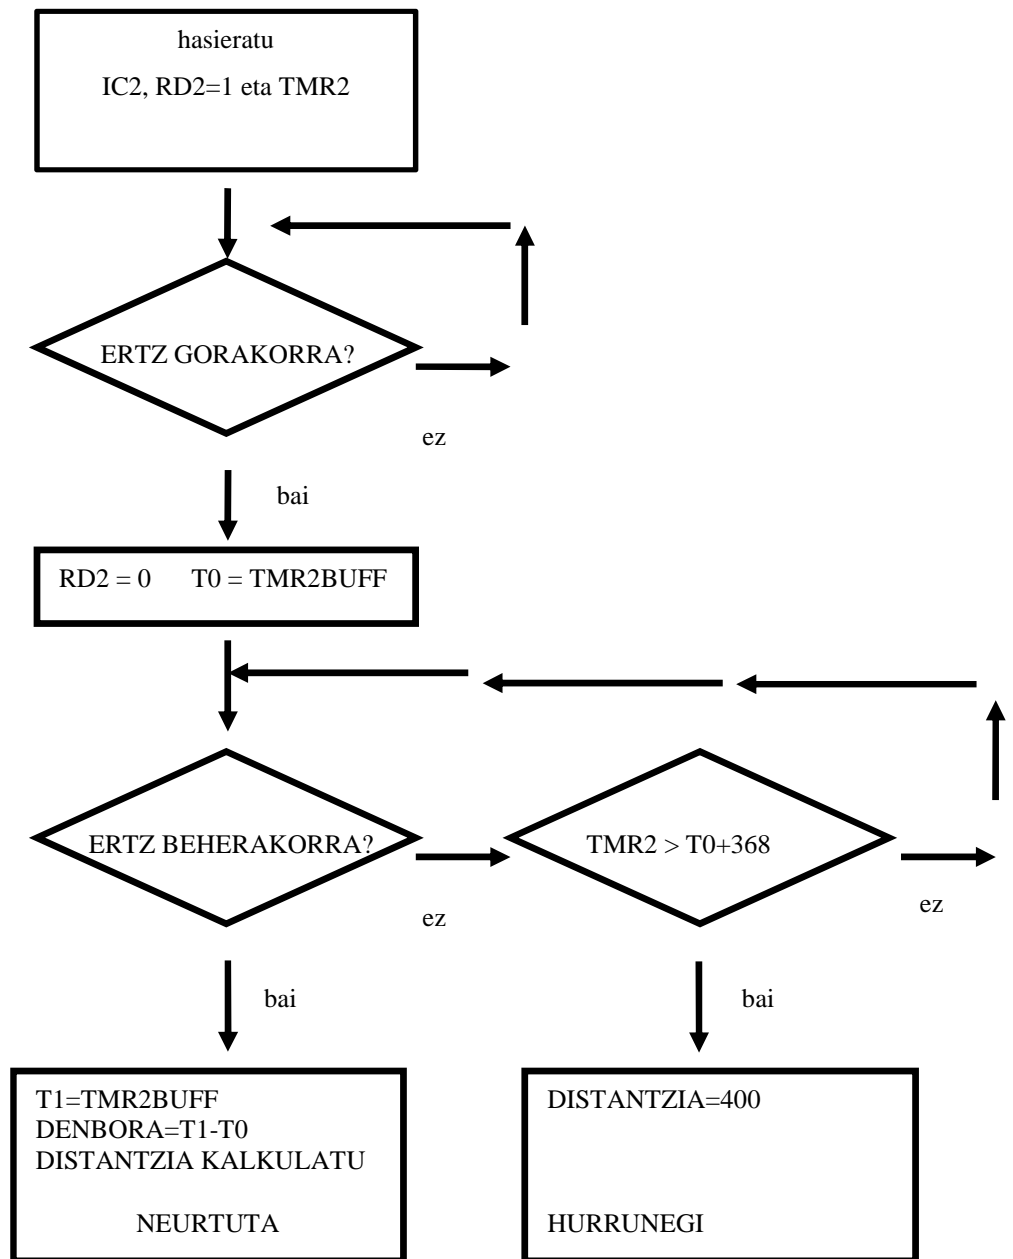 hasieratu
IC2, RD2=1 eta TMR2
ERTZ GORAKORRA?
ez
bai
RD2 = 0 T0 = TMR2BUFF
ERTZ BEHERAKORRA?
TMR2 > T0+368
ez
ez
bai
bai
T1=TMR2BUFF
DENBORA=T1-T0
DISTANTZIA KALKULATU
NEURTUTA
DISTANTZIA=400
HURRUNEGI